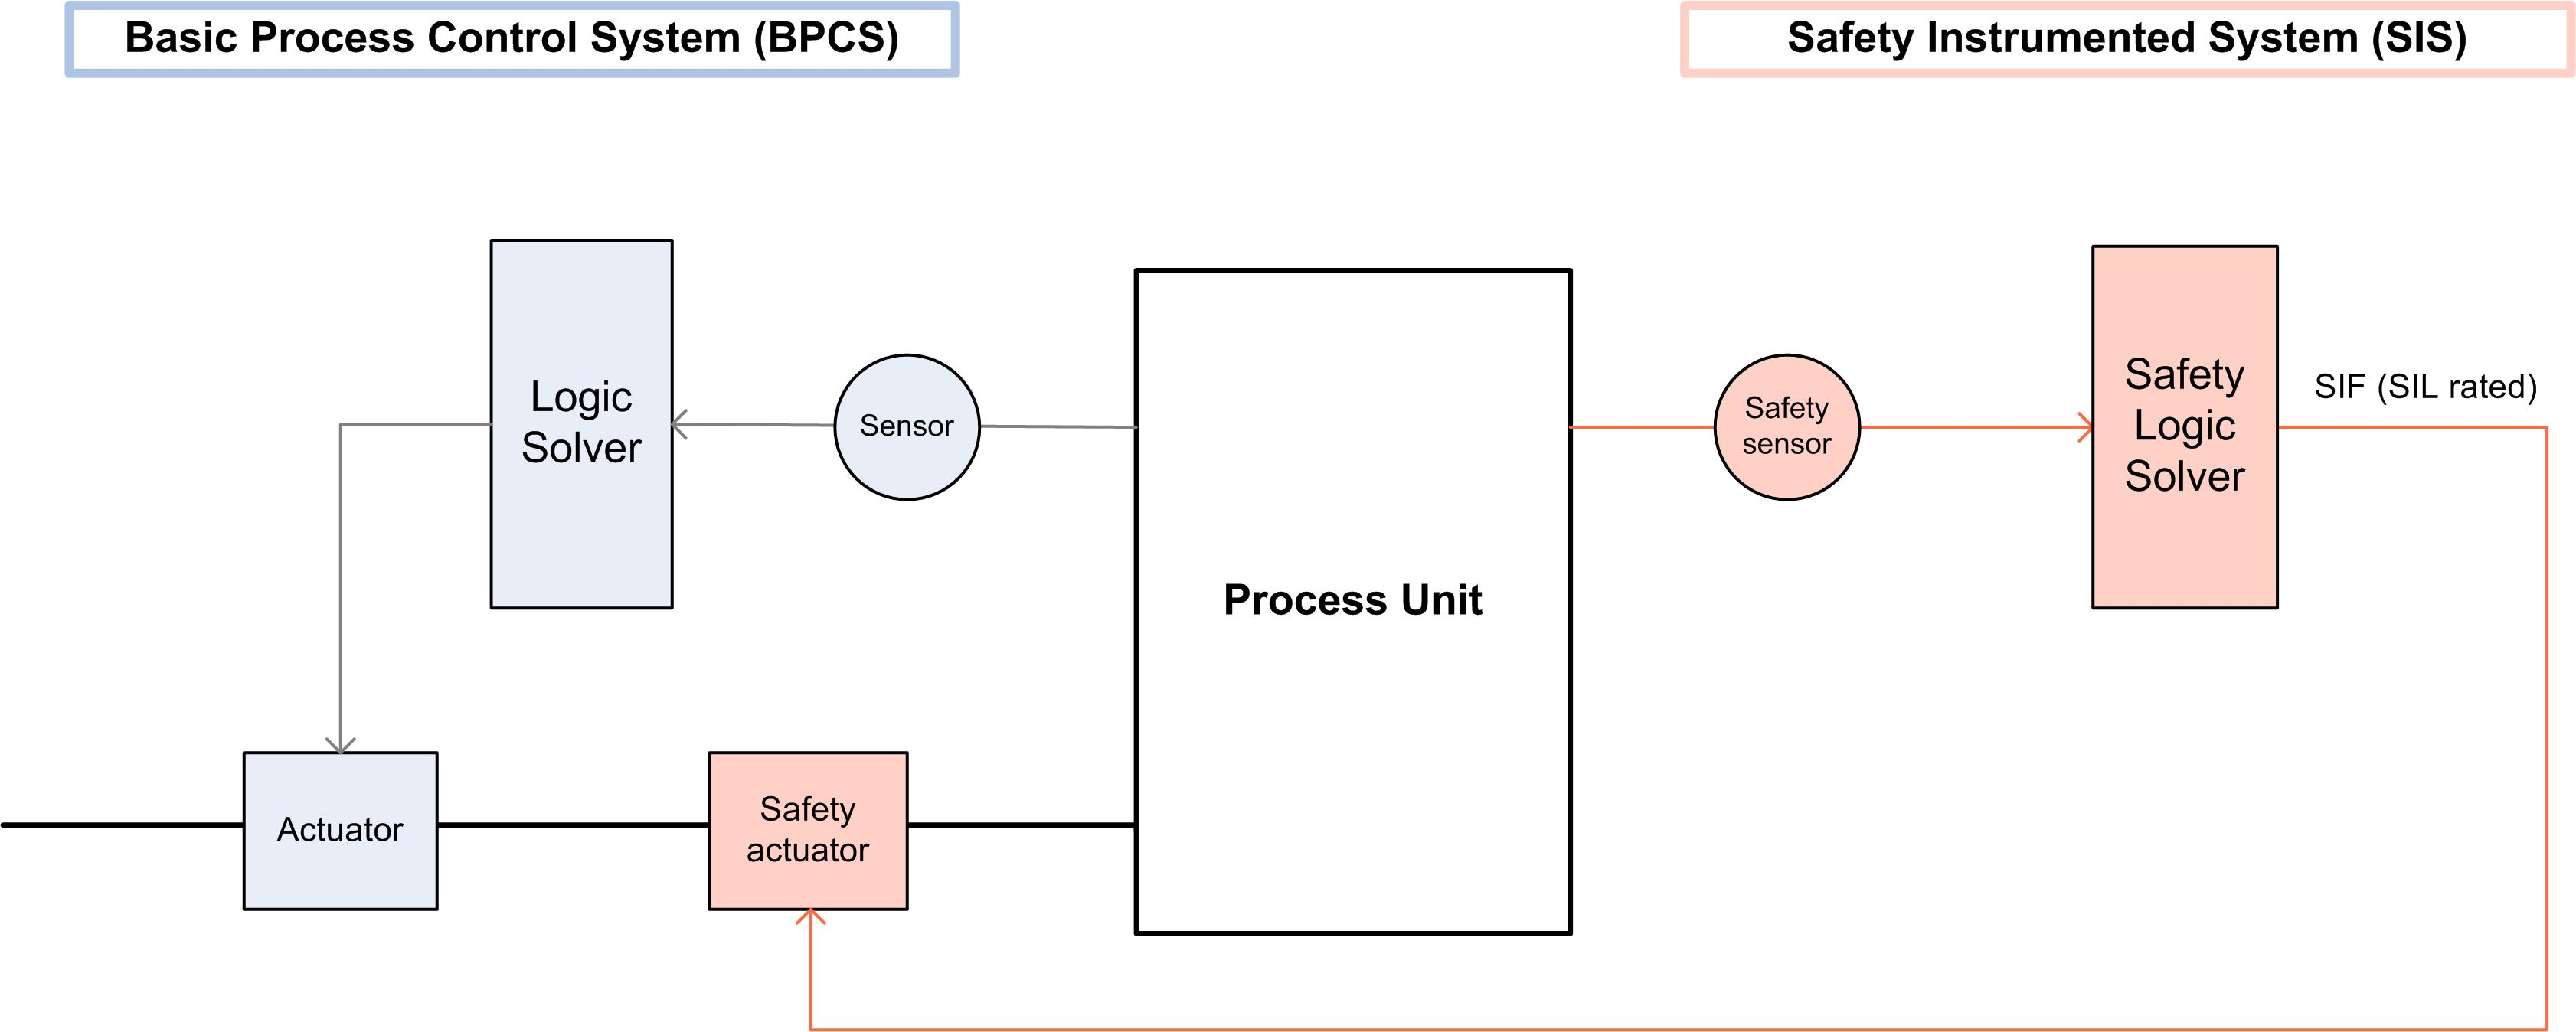 Basic Process Control System (BPCS)
Safety Instrumented System (SIS)
Logic
Solver
Sensor
Safety
sensor
Safety
Logic
Solver
SIF (SIL rated)
Process Unit
Actuator
Safety
actuator